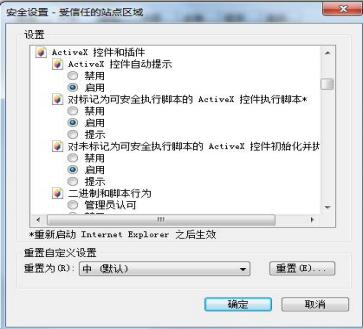 安全设置 - 受信任的站点区域
设置
ActiveX 控件和插件
ActiveX 控件自动提示
禁用
启用
对标记为可安全执行脚本的 ActiveX 控件执行脚本*
禁用
启用
提示
对未标记为可安全执行脚本的 ActiveX 控件初始化并执
禁用
启用
提示
二进制和脚本行为
管理员认可
*重新启动 Internet Explorer 之后生效
重置自定义设置
重置为(R): 中 (默认) 重置(E)...
确定 取消